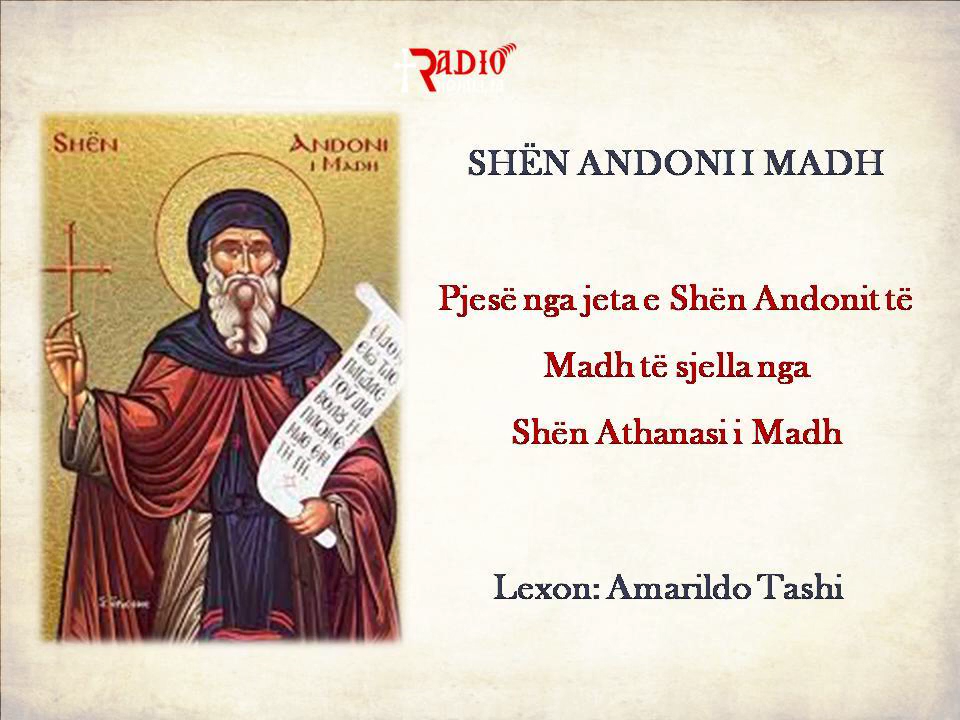 RADIO
SHËN ANDONI I MADH
SHËN ANDONI
I MADH
Pjesë nga jeta e Shën Andonit të
Madh të sjella nga
Shën Athanasi i Madh
Lexon: Amarildo Tashi